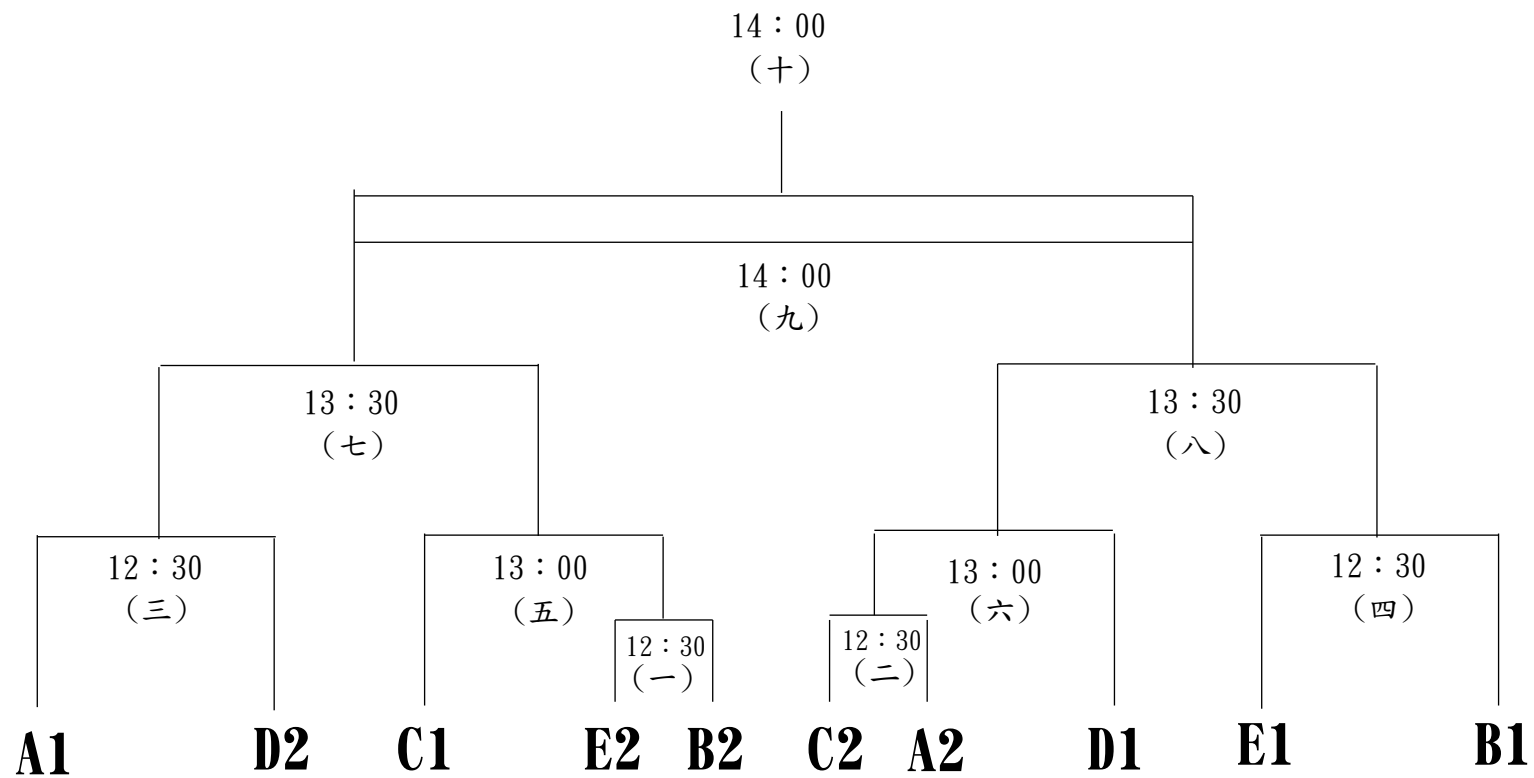 14：00
（十）
14：00
（九）
13：30
（七）
13：30
（八）
12：30
（三）
13：00
（五）
13：00
（六）
12：30
（四）
12：30
（一）
12：30
（二）
A1 D2 C1 E2 B2 C2 A2 D1 E1 B1